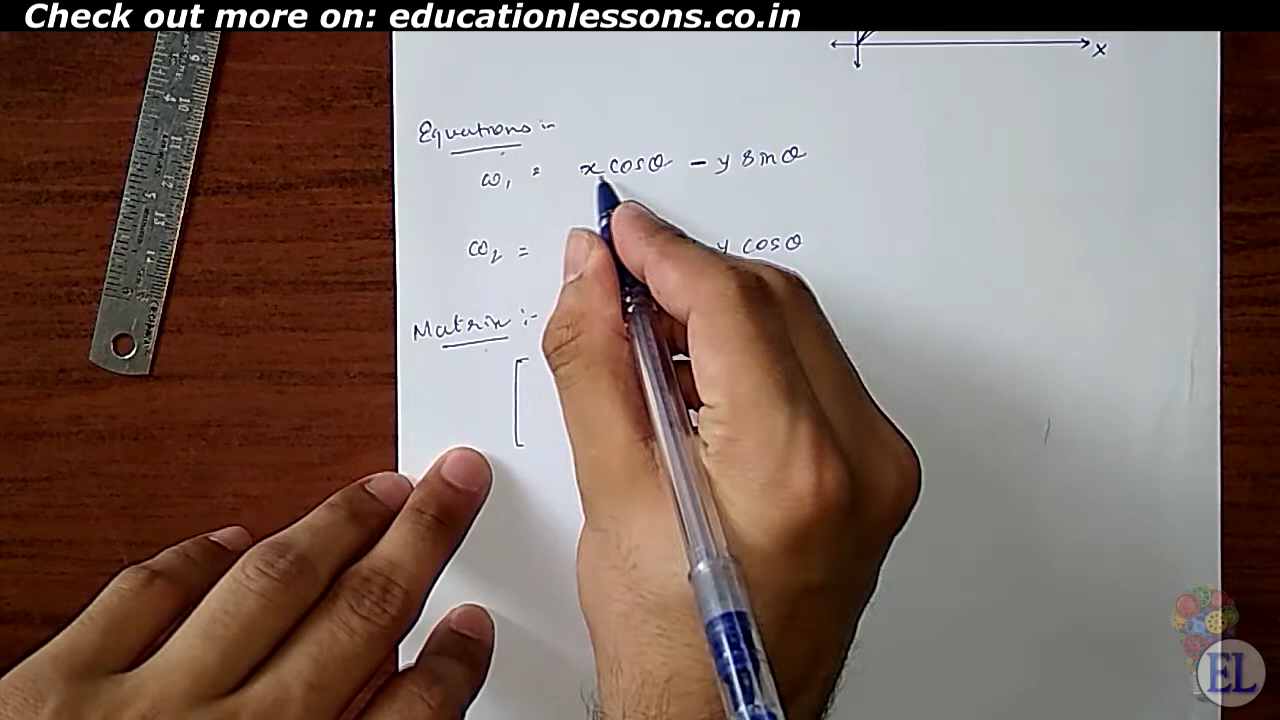 Check out more on: educationlessons.co.in
x
Equations :-
ω₁ = x cosθ - y sinθ
ω₂ = y cosθ
Matrix :-
[
EL